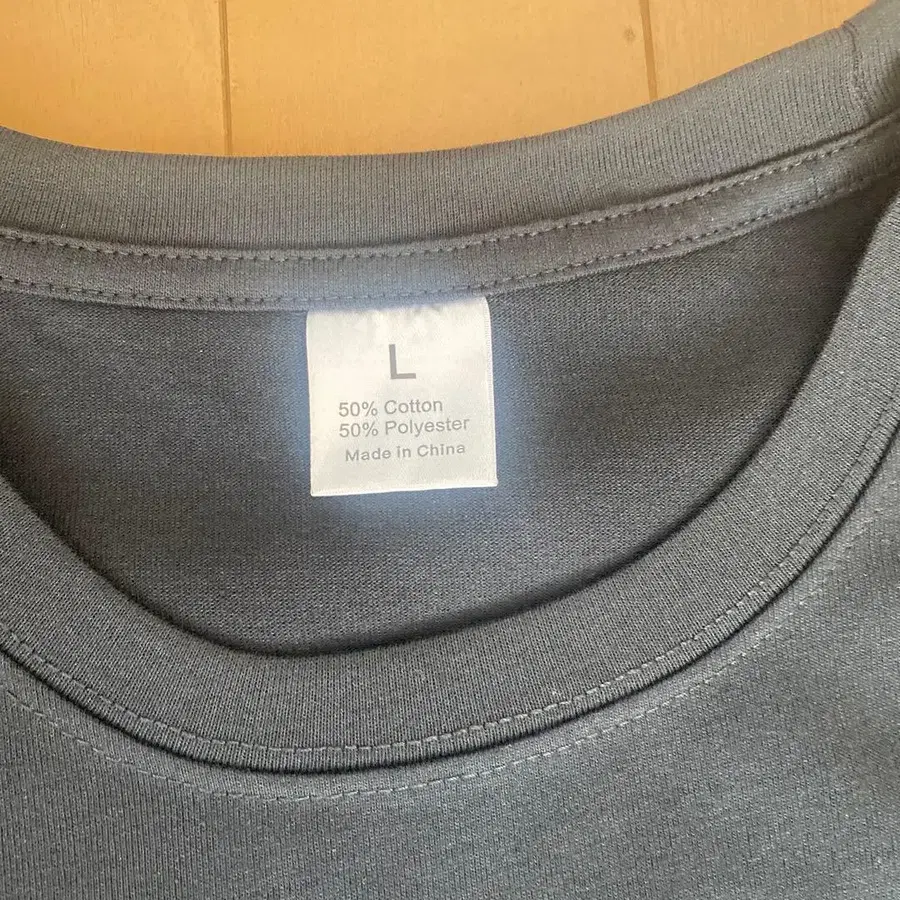 L
50% Cotton
50% Polyester
Made in China